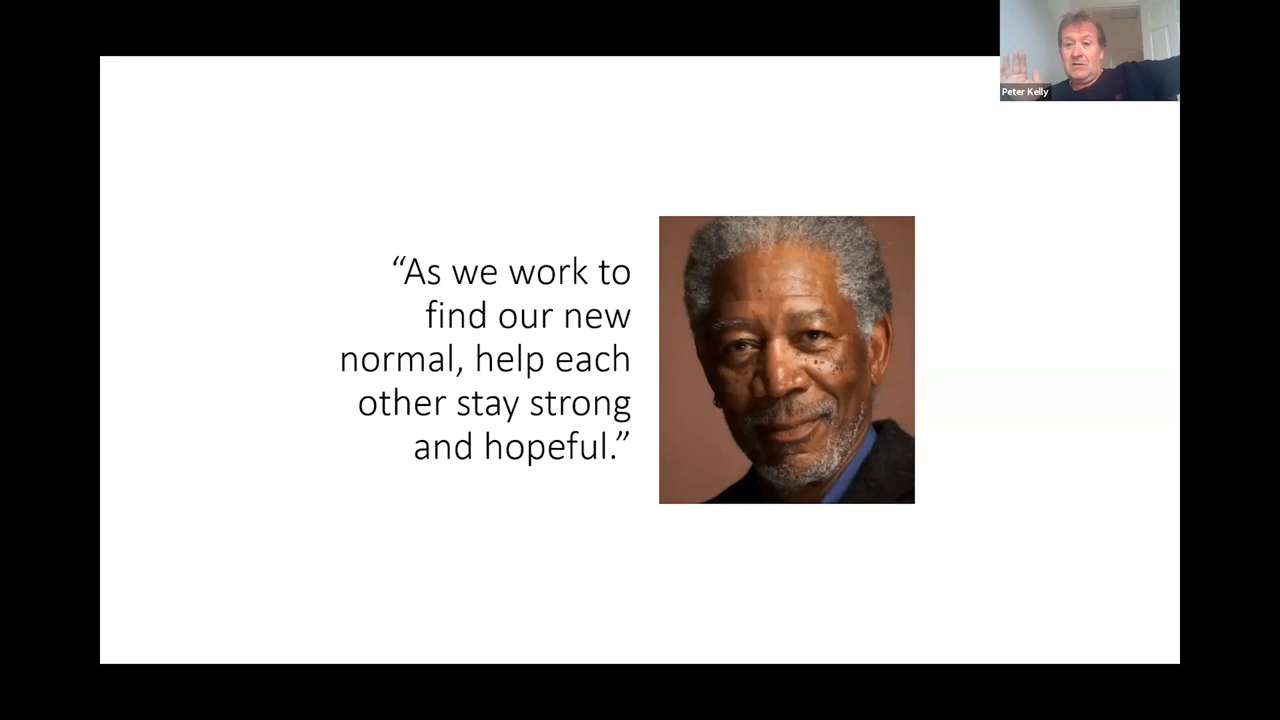 Peter Kelly
“As we work to
find our new
normal, help each
other stay strong
and hopeful.”